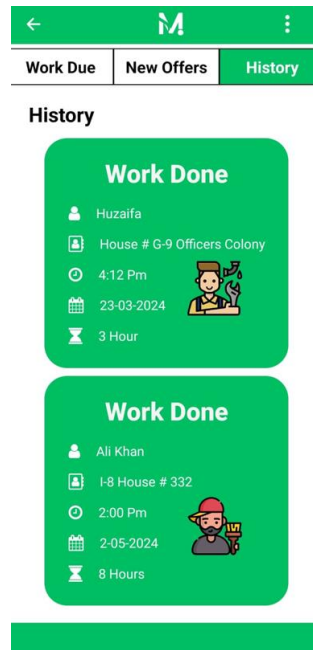 M
Work Due New Offers History
History
Work Done
Huzaifa
House # G-9 Officers Colony
4:12 Pm
23-03-2024
3 Hour
Work Done
Ali Khan
I-8 House # 332
2:00 Pm
2-05-2024
8 Hours